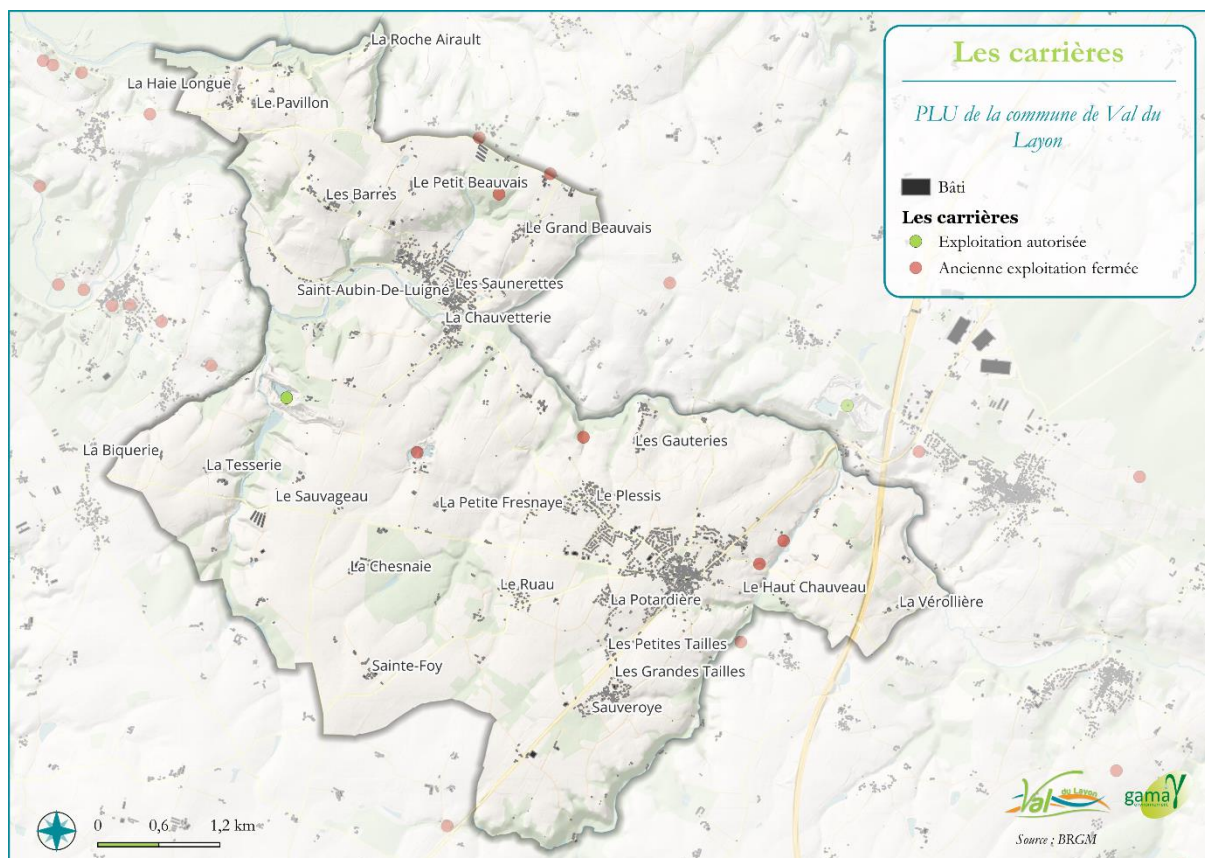 Les carrières
PLU de la commune de Val du
Layon
Bâti
Les carrières
Exploitation autorisée
Ancienne exploitation fermée
La Roche Airault
La Haie Longue
Le Pavillon
Le Petit Beauvais
Les Barres
Le Grand Beauvais
Saint-Aubin-De-Luigné
Les Saunerettes
La Chauvetterie
Les Gauteries
La Biquerie
La Tesserie
Le Sauvageau
La Petite Fresnaye
Le Plessis
La Chesnaie
Le Ruau
La Potardière
Le Haut Chauveau
La Vérollière
Les Petites Tailles
Sainte-Foy
Les Grandes Tailles
Sauveroye
0 0,6 1,2 km
Val du Layon
gama
ENVIRONNEMENT
Source ; BRGM